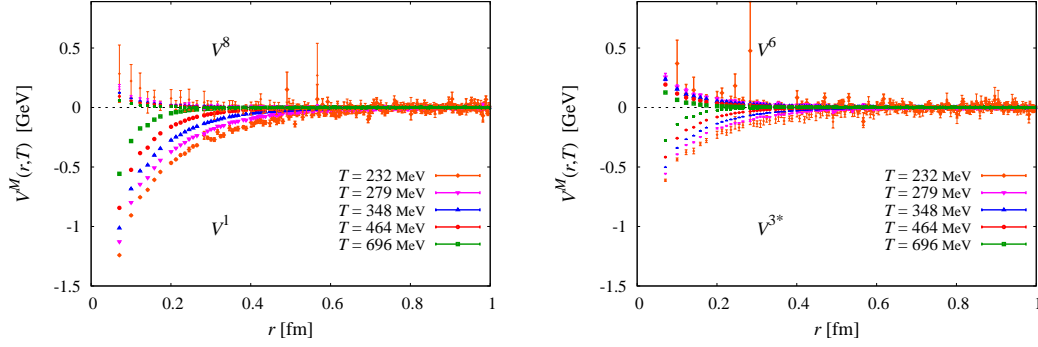 0.5
0
-0.5
-1
-1.5
V^M(r,T) [GeV]
V^8
V^1
T = 232 MeV
T = 279 MeV
T = 348 MeV
T = 464 MeV
T = 696 MeV
0 0.2 0.4 0.6 0.8 1
r [fm]
0.5
0
-0.5
-1
-1.5
V^M(r,T) [GeV]
V^6
V^3*
T = 232 MeV
T = 279 MeV
T = 348 MeV
T = 464 MeV
T = 696 MeV
0 0.2 0.4 0.6 0.8 1
r [fm]